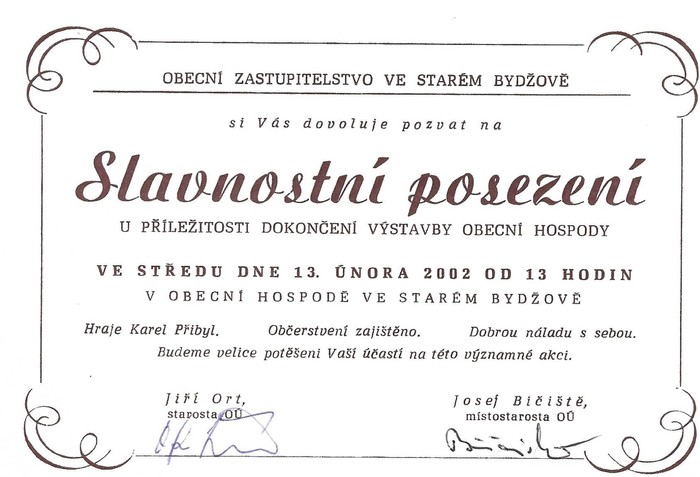 OBECNÍ ZASTUPITELSTVO VE STARÉM BYDŽOVĚ
si Vás dovoluje pozvat na
Slavnostní posezení
U PŘÍLEŽITOSTI DOKONČENÍ VÝSTAVBY OBECNÍ HOSPODY
VE STŘEDU DNE 13. ÚNORA 2002 OD 13 HODIN
V OBECNÍ HOSPODĚ VE STARÉM BYDŽOVĚ
Hraje Karel Přibyl. Občerstvení zajištěno. Dobrou náladu s sebou.
Budeme velice potěšeni Vaší účastí na této významné akci.
Jiří Ort, Josef Bičiště,
starosta OÚ místostarosta OÚ